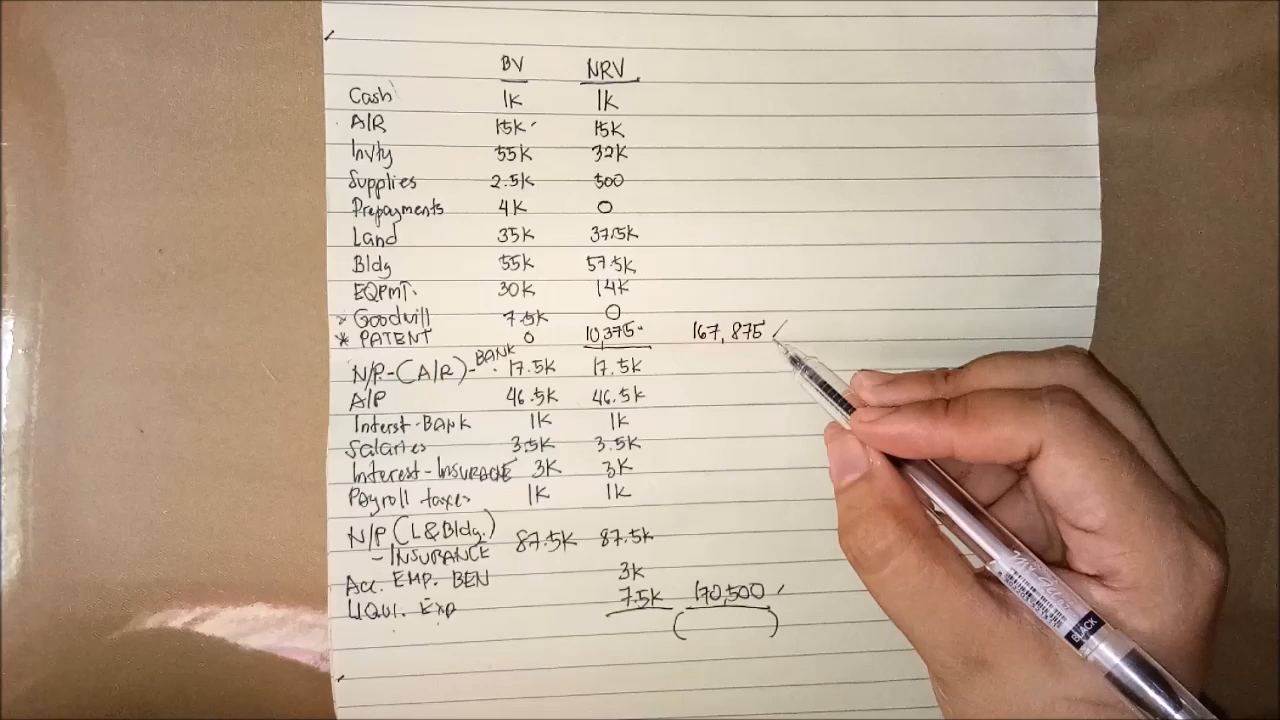 BV NRV
Cash 1K 1K
A/R 15K 15K
Invty 55K 32K
Supplies 2.5K 500
Prepayments 4K 0
Land 35K 37.5K
Bldg 55K 57.5K
EQPMT. 30K 14K
* Goodwill 7.5K 0
* PATENT 0 10,375 167,875
N/P-(A/R)-BANK 17.5K 17.5K
A/P 46.5K 46.5K
Interst-BANK 1K 1K
Salaries 3.5K 3.5K
Interest-INSURANCE 3K 3K
Payroll taxes 1K 1K
N/P (L&Bldg.)
- INSURANCE 87.5K 87.5K
Acc. EMP. BEN 3K
LIQUI. EXP 7.5K 170,500
( )
BLACK